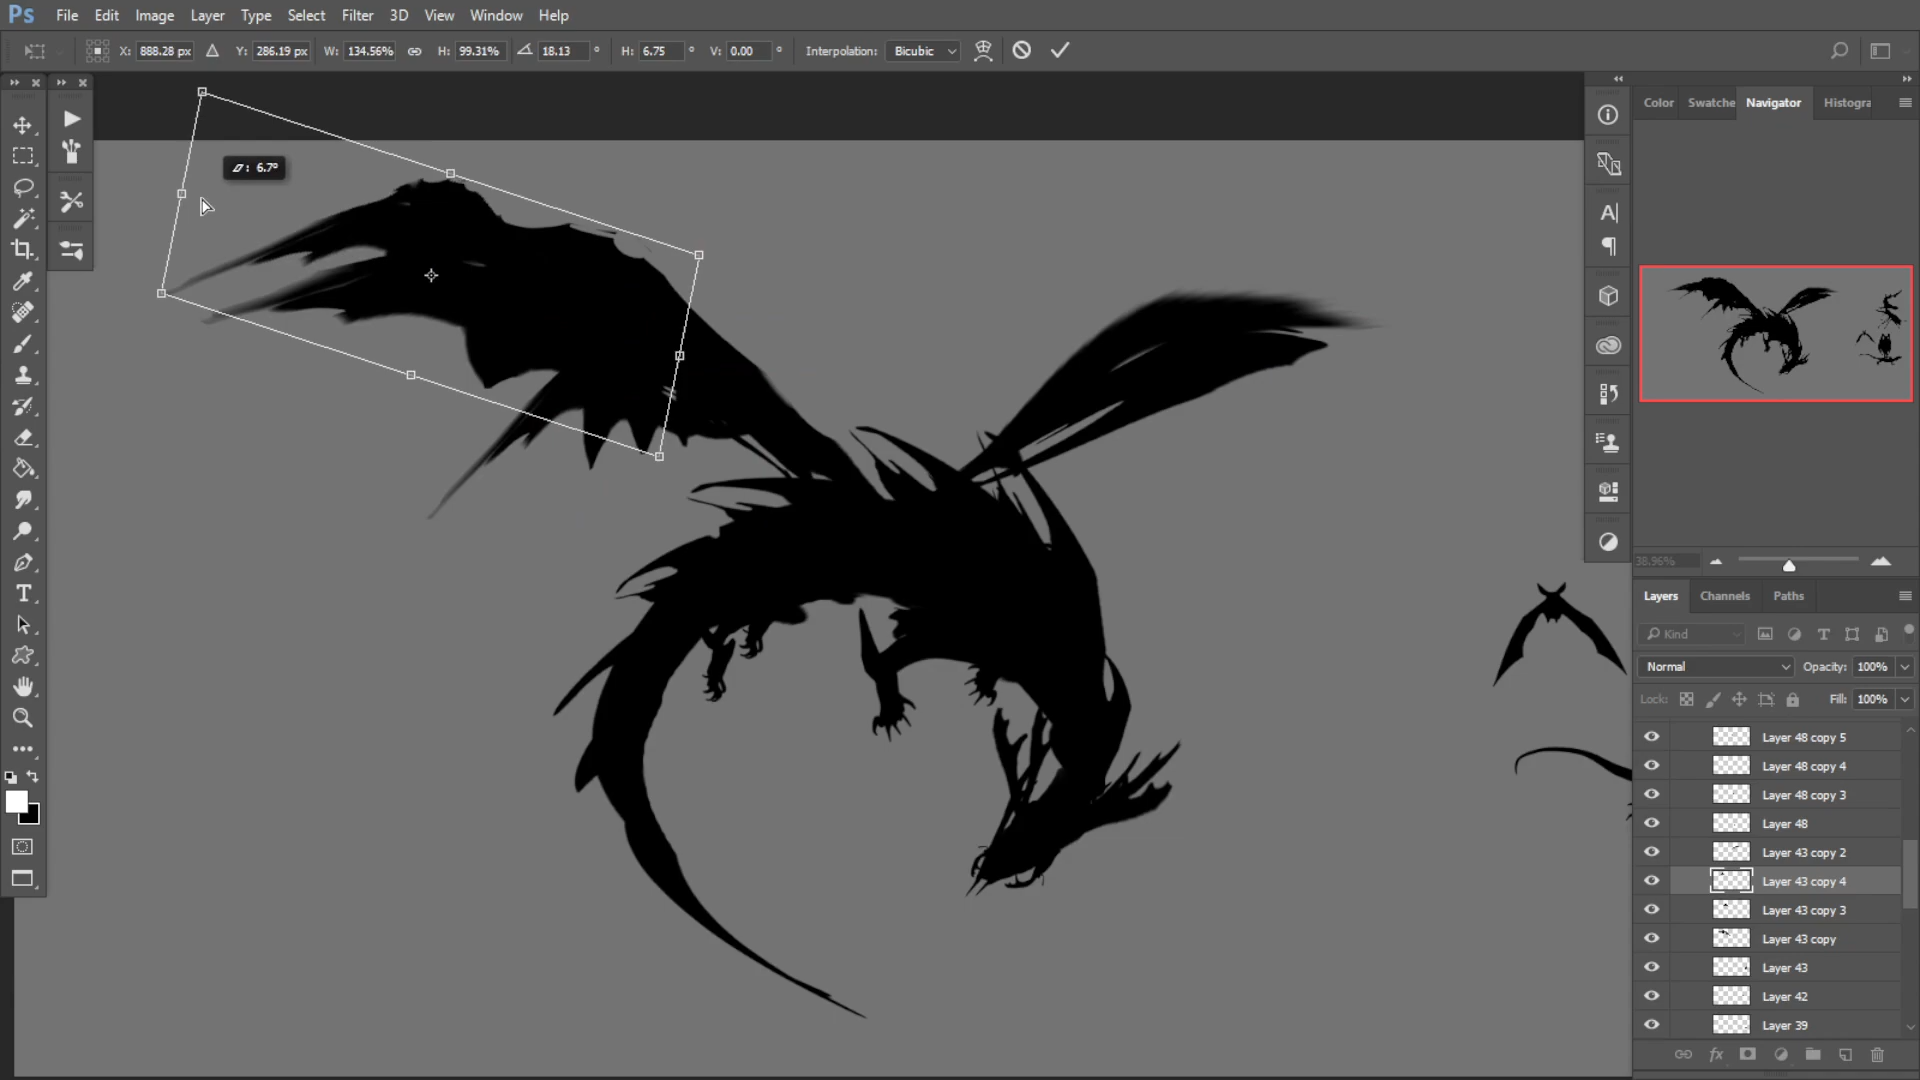 Ps File Edit Image Layer Type Select Filter 3D View Window Help
X: 888.28 px Y: 286.19 px W: 134.56% H: 99.31% 18.13 ° H: 6.75 ° V: 0.00 ° Interpolation: Bicubic
Color Swatche Navigator Histogra
: 6.7°
38.96%
Layers Channels Paths
Kind
Normal Opacity: 100%
Lock: Fill: 100%
Layer 48 copy 5
Layer 48 copy 4
Layer 48 copy 3
Layer 48
Layer 43 copy 2
Layer 43 copy 4
Layer 43 copy 3
Layer 43 copy
Layer 43
Layer 42
Layer 39